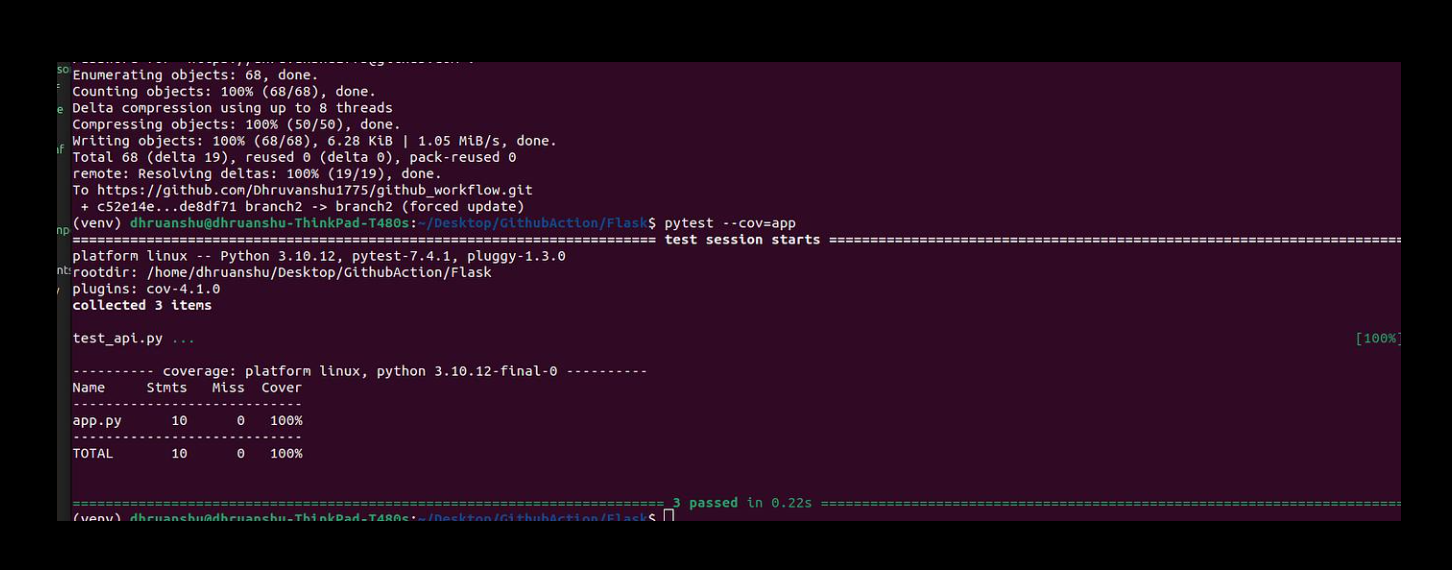 Enumerating objects: 68, done.
Counting objects: 100% (68/68), done.
Delta compression using up to 8 threads
Compressing objects: 100% (50/50), done.
Writing objects: 100% (68/68), 6.28 KiB | 1.05 MiB/s, done.
Total 68 (delta 19), reused 0 (delta 0), pack-reused 0
remote: Resolving deltas: 100% (19/19), done.
To https://github.com/Dhruvanshu1775/github_workflow.git
 + c52e14e...de8df71 branch2 -> branch2 (forced update)
(venv) dhruanshu@dhruanshu-ThinkPad-T480s:~/Desktop/GithubAction/Flask$ pytest --cov=app
======================================================================= test session starts ======================================================================
platform linux -- Python 3.10.12, pytest-7.4.1, pluggy-1.3.0
rootdir: /home/dhruanshu/Desktop/GithubAction/Flask
plugins: cov-4.1.0
collected 3 items
test_api.py ... [100%]
---------- coverage: platform linux, python 3.10.12-final-0 ----------
Name     Stmts   Miss  Cover
----------------------------
app.py      10      0   100%
----------------------------
TOTAL       10      0   100%
======================================================================== 3 passed in 0.22s =======================================================================
(venv) dhruanshu@dhruanshu-ThinkPad-T480s:~/Desktop/GithubAction/Flask$